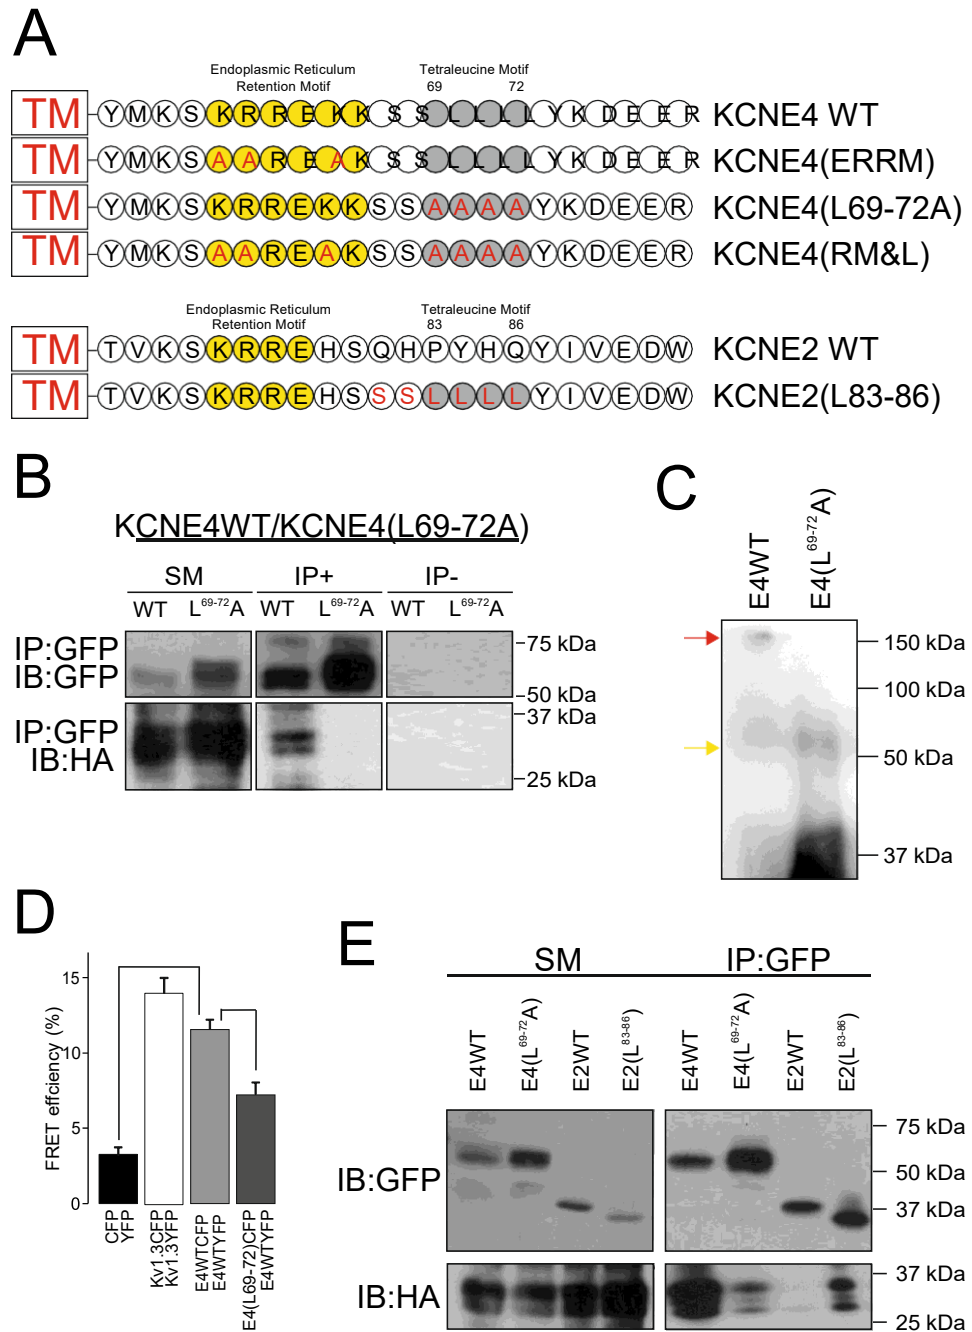 A
Endoplasmic Reticulum
Retention Motif
Tetraleucine Motif
69 72
TM Y M K S K R R E K K S S L L L L Y K D E E R KCNE4 WT
TM Y M K S A A R E A K S S L L L L Y K D E E R KCNE4(ERRM)
TM Y M K S K R R E K K S S A A A A Y K D E E R KCNE4(L69-72A)
TM Y M K S A A R E A K S S A A A A Y K D E E R KCNE4(RM&L)
Endoplasmic Reticulum
Retention Motif
Tetraleucine Motif
83 86
TM T V K S K R R E H S Q H P Y H Q Y I V E D W KCNE2 WT
TM T V K S K R R E H S S S L L L L Y I V E D W KCNE2(L83-86)
B
KCNE4WT/KCNE4(L69-72A)
SM IP+ IP-
WT L69-72A WT L69-72A WT L69-72A
IP:GFP
IB:GFP
75 kDa
50 kDa
IP:GFP
IB:HA
37 kDa
25 kDa
C
E4WT
E4(L69-72A)
150 kDa
100 kDa
50 kDa
37 kDa
D
FRET effciency (%)
15
10
5
0
CFP
YFP
Kv1.3CFP
Kv1.3YFP
E4WTCFP
E4WTYFP
E4(L69-72)CFP
E4WTYFP
E
SM IP:GFP
E4WT E4(L69-72A) E2WT E2(L83-86) E4WT E4(L69-72A) E2WT E2(L83-86)
IB:GFP
75 kDa
50 kDa
37 kDa
IB:HA
37 kDa
25 kDa